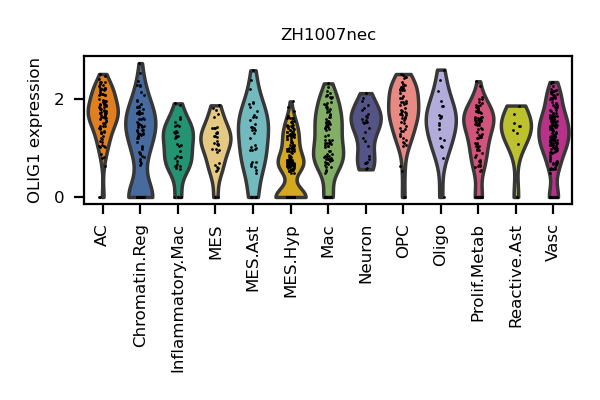 ZH1007nec
OLIG1 expression
2
0
AC
Chromatin.Reg
Inflammatory.Mac
MES
MES.Ast
MES.Hyp
Mac
Neuron
OPC
Oligo
Prolif.Metab
Reactive.Ast
Vasc